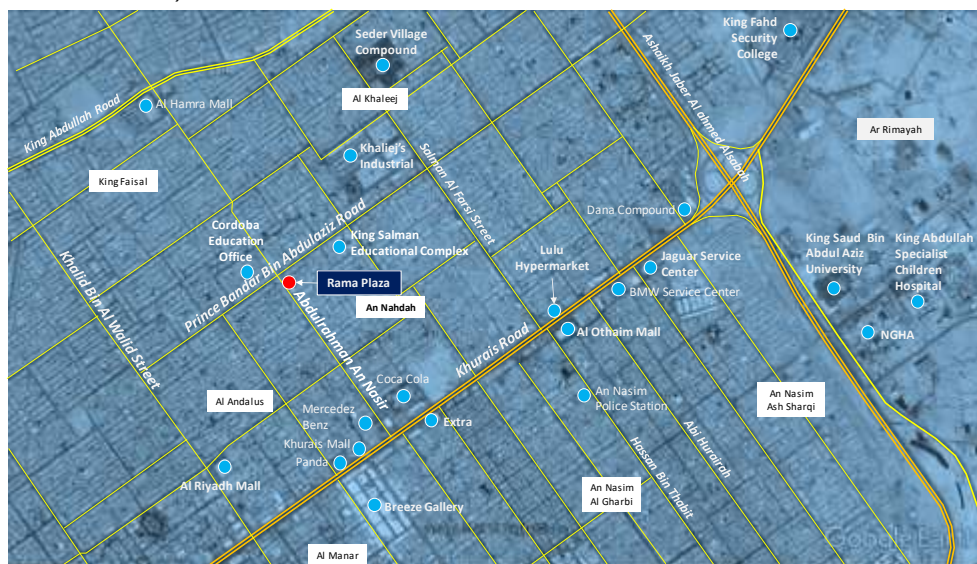 King Fahd
Security
College
Seder Village
Compound
Al Khaleej
Ashaikh Jaber Al ahmed Alsabah
King Abdullah Road
Al Hamra Mall
Ar Rimayah
Khaliej's
Industrial
Salman Al Farsi Street
King Faisal
Dana Compound
Cordoba
Education
Office
King Salman
Educational Complex
Prince Bandar Bin Abdulaziz Road
Lulu
Hypermarket
Jaguar Service
Center
King Saud Bin
Abdul Aziz
University
King Abdullah
Specialist
Children
Hospital
Rama Plaza
BMW Service Center
An Nahdah
Khalid Bin Al Walid Street
Abdulrahman An Nasir
Khurais Road
Al Othaim Mall
NGHA
Coca Cola
An Nasim
Police Station
An Nasim
Ash Sharqi
Al Andalus
Mercedez
Benz
Extra
Abi Hurairah
Khurais Mall
Panda
Hassan Bin Thabit
Al Riyadh Mall
An Nasim
Al Gharbi
Breeze Gallery
Al Manar